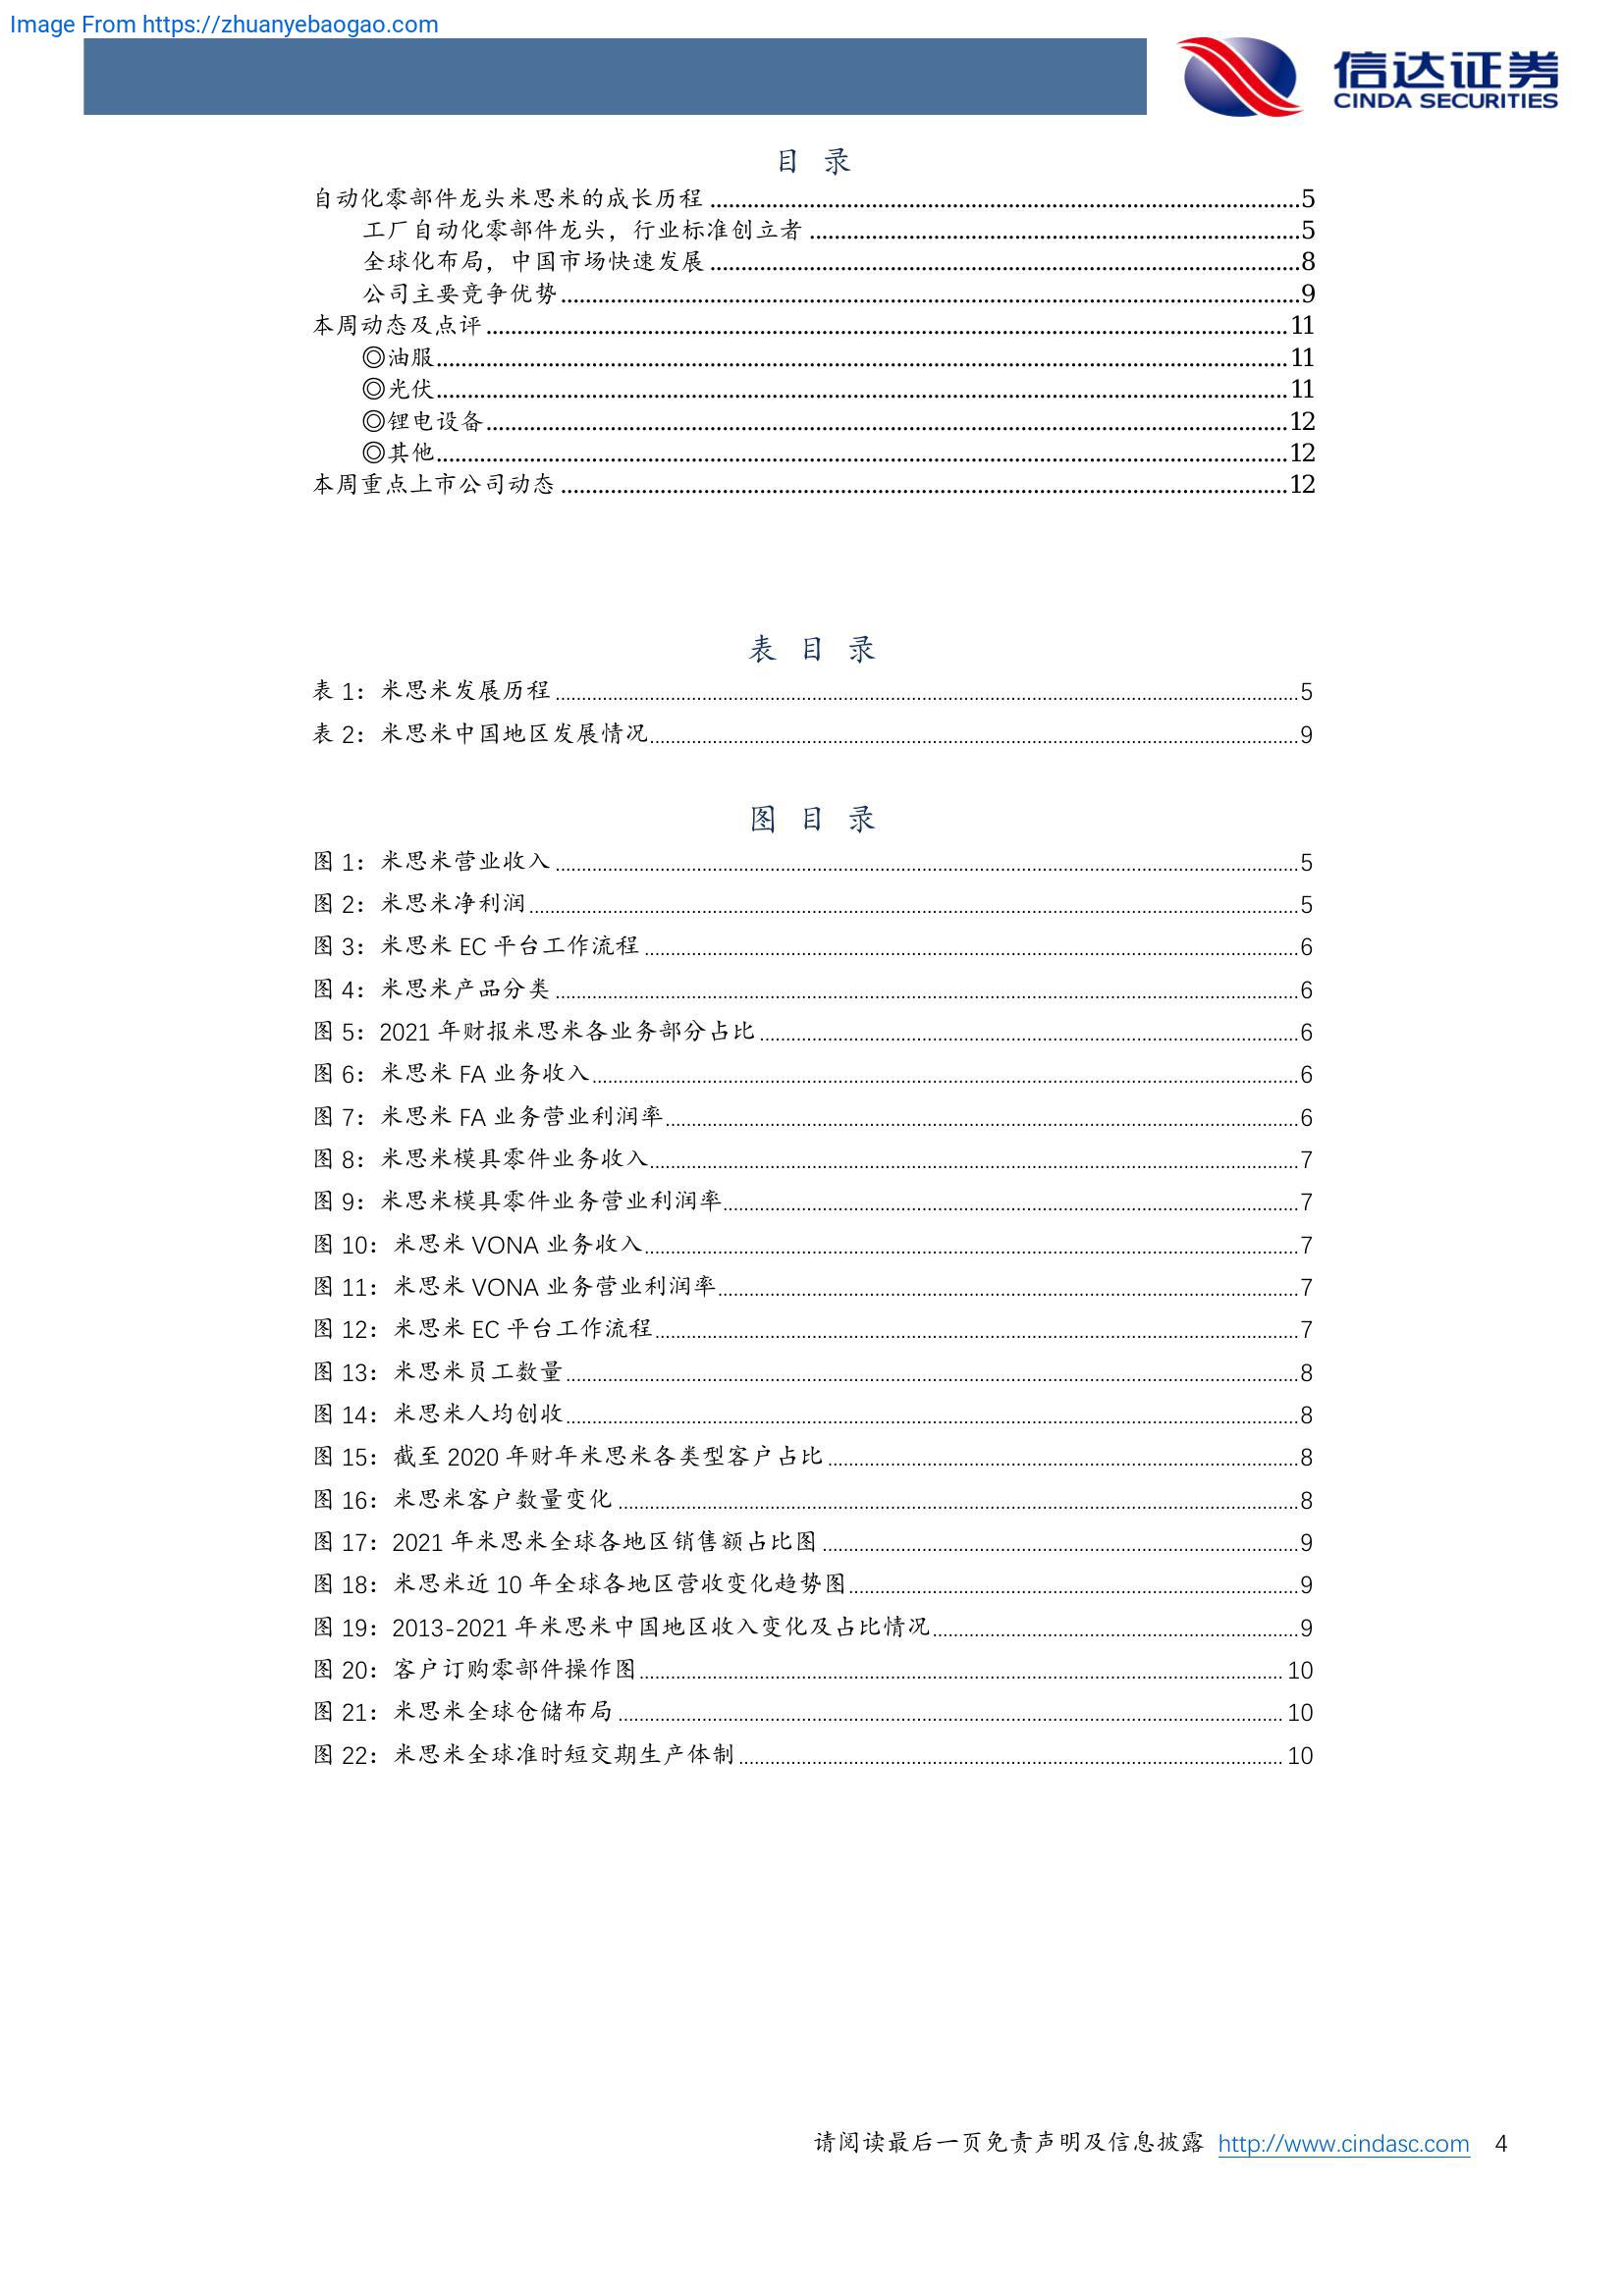 Image From https://zhuanyebaogao.com
信达证券
CINDA SECURITIES
目 录
自动化零部件龙头米思米的成长历程 ........ 5
工厂自动化零部件龙头，行业标准创立者 ........ 5
全球化布局，中国市场快速发展 ........ 8
公司主要竞争优势 ........ 9
本周动态及点评 ........ 11
◎油服 ........ 11
◎光伏 ........ 11
◎锂电设备 ........ 12
◎其他 ........ 12
本周重点上市公司动态 ........ 12
表 目 录
表 1：米思米发展历程 ........ 5
表 2：米思米中国地区发展情况 ........ 9
图 目 录
图 1：米思米营业收入 ........ 5
图 2：米思米净利润 ........ 5
图 3：米思米 EC 平台工作流程 ........ 6
图 4：米思米产品分类 ........ 6
图 5：2021 年财报米思米各业务部分占比 ........ 6
图 6：米思米 FA 业务收入 ........ 6
图 7：米思米 FA 业务营业利润率 ........ 6
图 8：米思米模具零件业务收入 ........ 7
图 9：米思米模具零件业务营业利润率 ........ 7
图 10：米思米 VONA 业务收入 ........ 7
图 11：米思米 VONA 业务营业利润率 ........ 7
图 12：米思米 EC 平台工作流程 ........ 7
图 13：米思米员工数量 ........ 8
图 14：米思米人均创收 ........ 8
图 15：截至 2020 年财年米思米各类型客户占比 ........ 8
图 16：米思米客户数量变化 ........ 8
图 17：2021 年米思米全球各地区销售额占比图 ........ 9
图 18：米思米近 10 年全球各地区营收变化趋势图 ........ 9
图 19：2013-2021 年米思米中国地区收入变化及占比情况 ........ 9
图 20：客户订购零部件操作图 ........ 10
图 21：米思米全球仓储布局 ........ 10
图 22：米思米全球准时短交期生产体制 ........ 10
请阅读最后一页免责声明及信息披露 http://www.cindasc.com 4